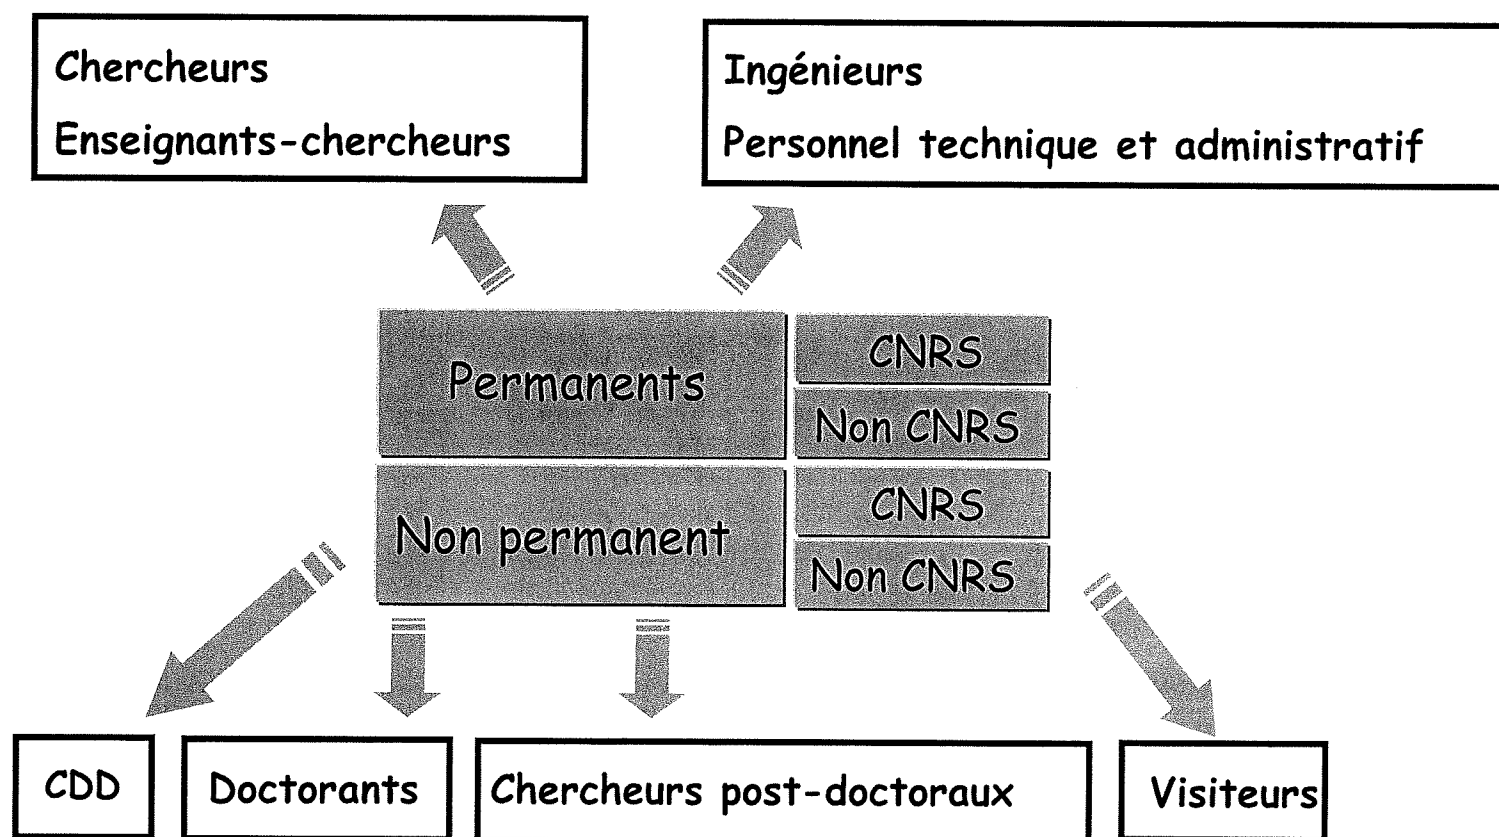 Chercheurs
Enseignants-chercheurs
Ingénieurs
Personnel technique et administratif
Permanents
CNRS
Non CNRS
Non permanent
CNRS
Non CNRS
CDD
Doctorants
Chercheurs post-doctoraux
Visiteurs